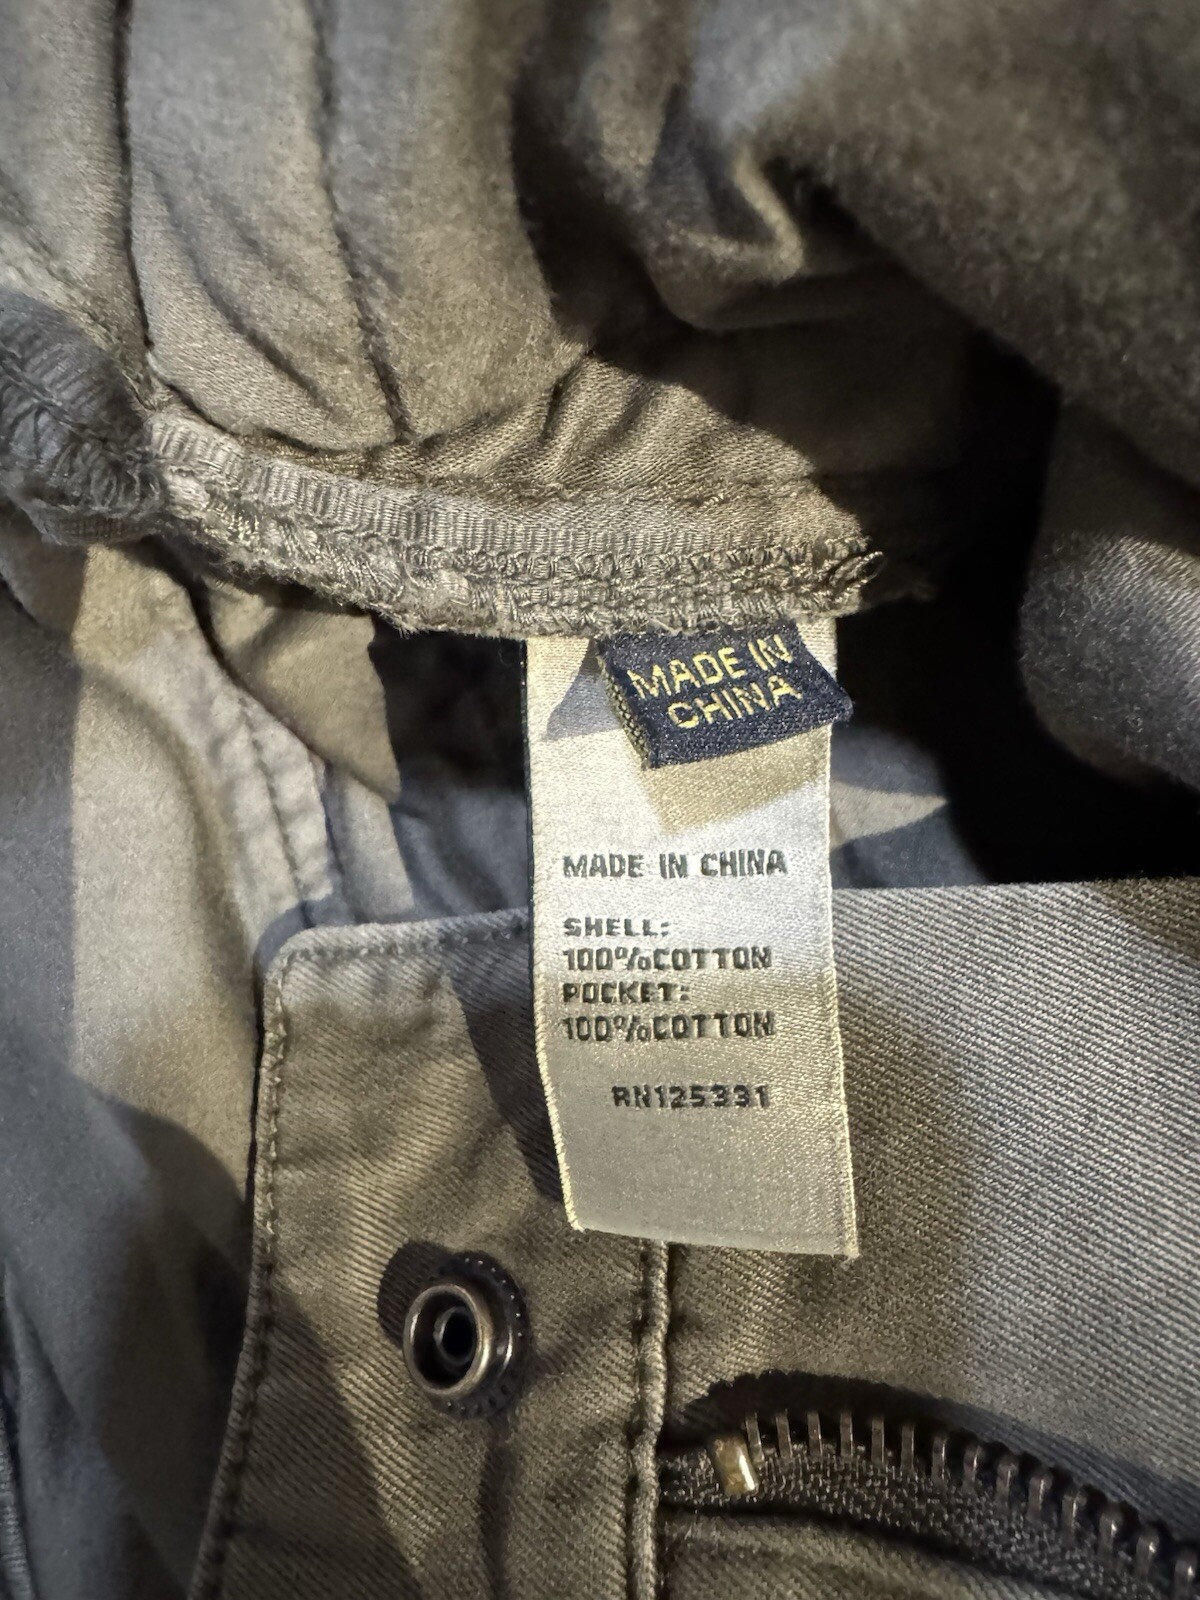 MADE IN
CHINA
MADE IN CHINA
SHELL:
100%COTTON
POCKET:
100%COTTON
RN125331